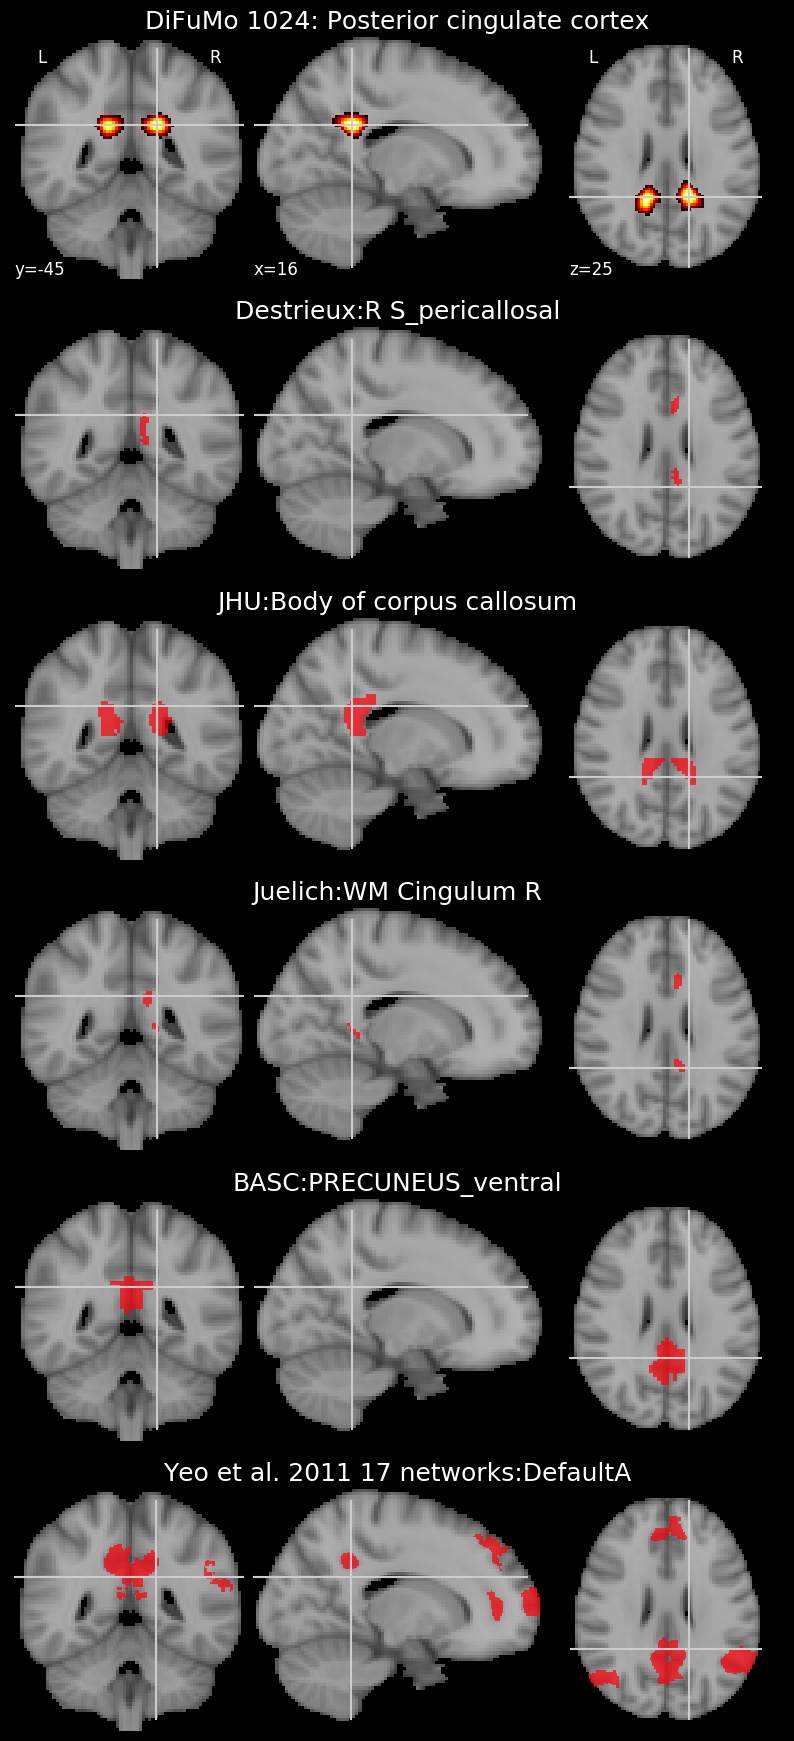 DiFuMo 1024: Posterior cingulate cortex
L R L R
y=-45 x=16 z=25
Destrieux:R S_pericallosal
JHU:Body of corpus callosum
Juelich:WM Cingulum R
BASC:PRECUNEUS_ventral
Yeo et al. 2011 17 networks:DefaultA